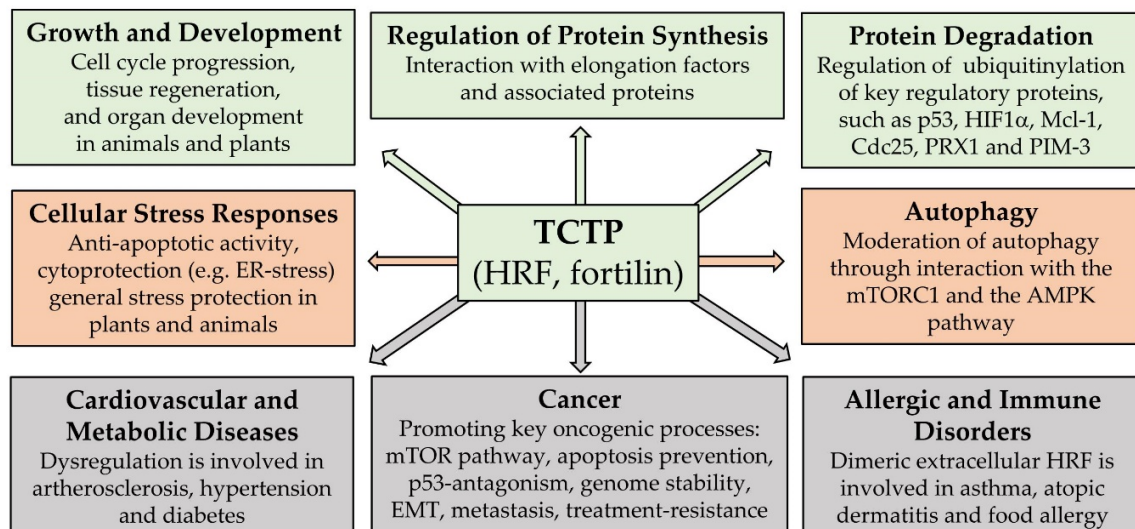 Growth and Development
Cell cycle progression,
tissue regeneration,
and organ development
in animals and plants
Regulation of Protein Synthesis
Interaction with elongation factors
and associated proteins
Protein Degradation
Regulation of ubiquitinylation
of key regulatory proteins,
such as p53, HIF1α, Mcl-1,
Cdc25, PRX1 and PIM-3
Cellular Stress Responses
Anti-apoptotic activity,
cytoprotection (e.g. ER-stress)
general stress protection in
plants and animals
TCTP
(HRF, fortilin)
Autophagy
Moderation of autophagy
through interaction with the
mTORC1 and the AMPK
pathway
Cardiovascular and
Metabolic Diseases
Dysregulation is involved in
artherosclerosis, hypertension
and diabetes
Cancer
Promoting key oncogenic processes:
mTOR pathway, apoptosis prevention,
p53-antagonism, genome stability,
EMT, metastasis, treatment-resistance
Allergic and Immune
Disorders
Dimeric extracellular HRF is
involved in asthma, atopic
dermatitis and food allergy